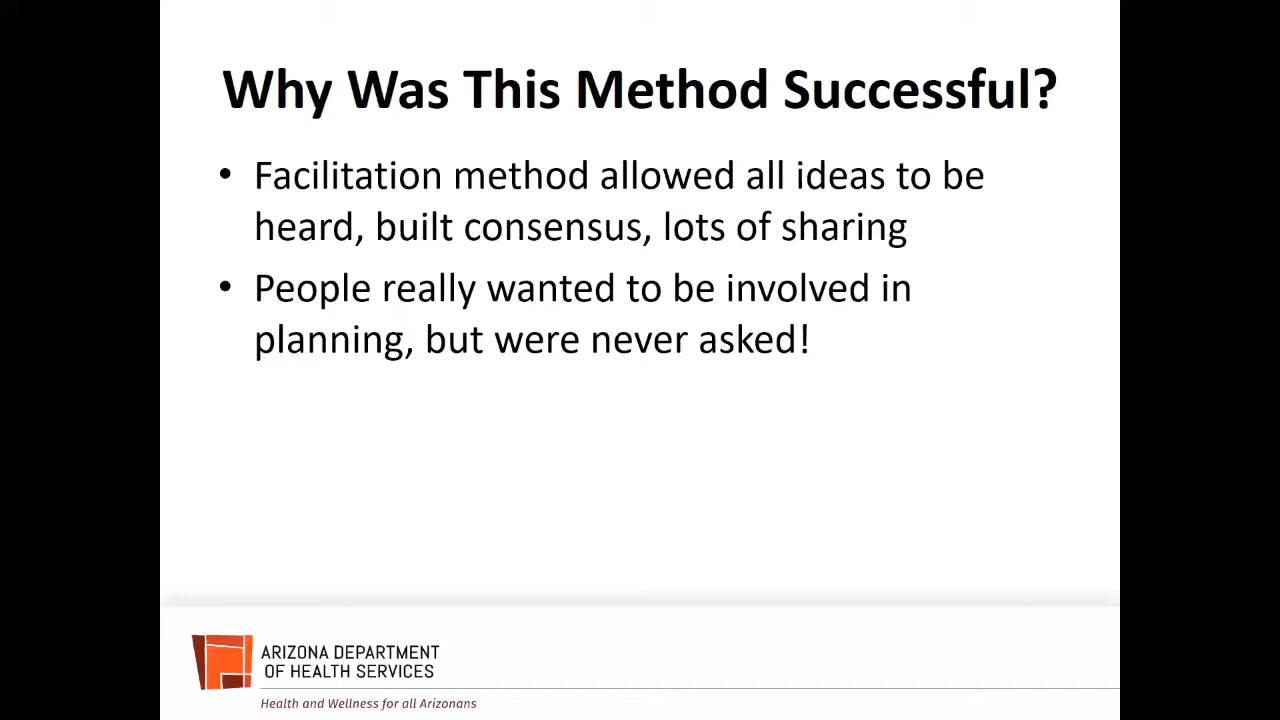 Why Was This Method Successful?
• Facilitation method allowed all ideas to be
heard, built consensus, lots of sharing
• People really wanted to be involved in
planning, but were never asked!
ARIZONA DEPARTMENT
OF HEALTH SERVICES
Health and Wellness for all Arizonans